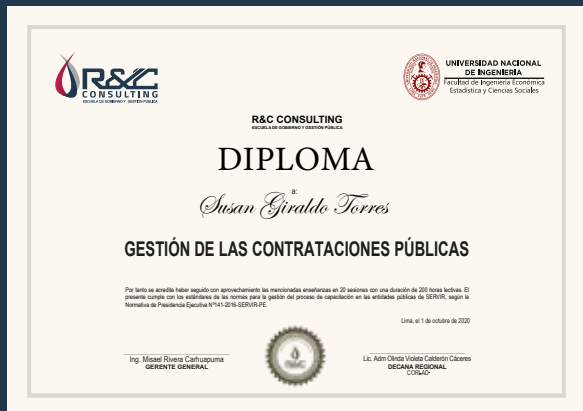 R&C
CONSULTING
ESCUELA DE GOBIERNO Y GESTIÓN PÚBLICA
UNIVERSIDAD NACIONAL
DE INGENIERÍA
Facultad de Ingeniería Económica
Estadística y Ciencias Sociales
R&C CONSULTING
ESCUELA DE GOBIERNO Y GESTIÓN PÚBLICA
DIPLOMA
a:
Susan Giraldo Torres
GESTIÓN DE LAS CONTRATACIONES PÚBLICAS
Por tanto se acredita haber seguido con aprovechamiento las mencionadas enseñanzas en 20 sesiones con una duración de 200 horas lectivas. El
presente cumple con los estándares de las normas para la gestión del proceso de capacitación en las entidades públicas de SERVIR, según la
Normativa de Presidencia Ejecutiva N°141-2016-SERVIR-PE.
Lima, el 1 de octubre de 2020
Ing. Misael Rivera Carhuapuma
GERENTE GENERAL
Lic. Adm Olinda Violeta Calderón Cáceres
DECANA REGIONAL
CORLAD